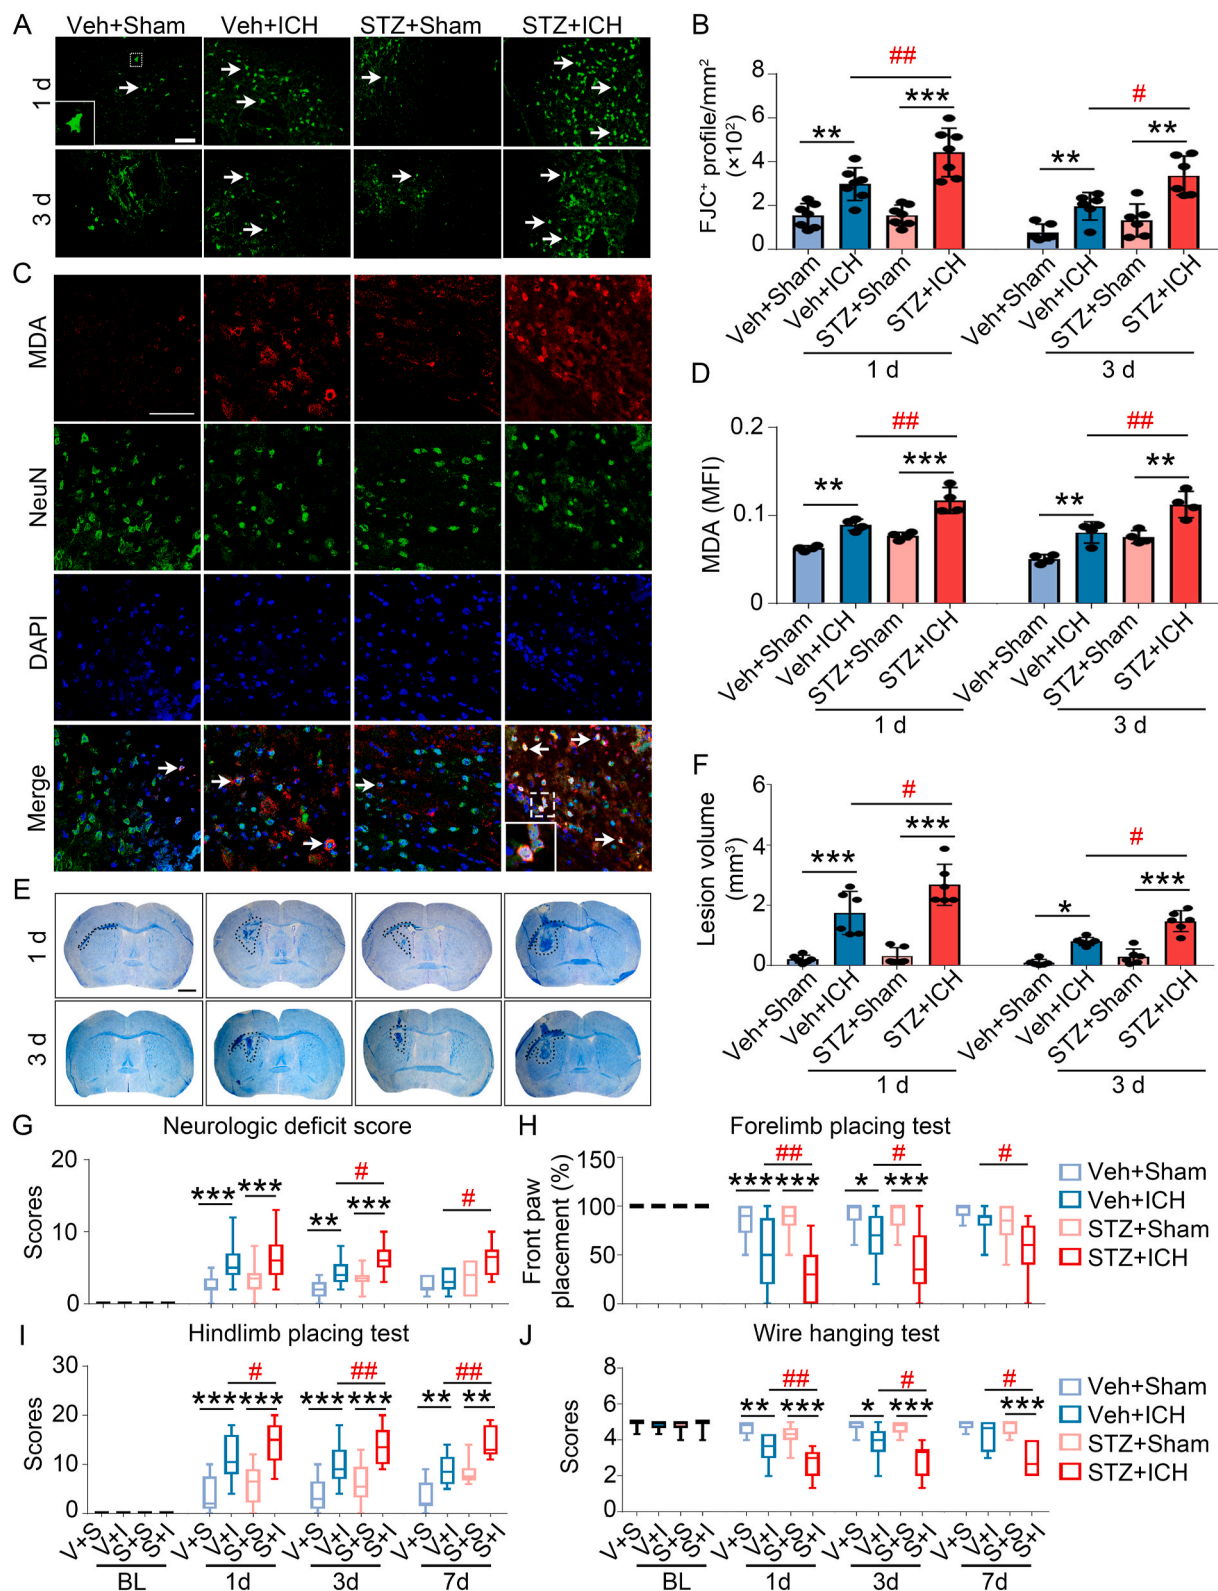 A
Veh+Sham
Veh+ICH
STZ+Sham
STZ+ICH
1 d
3 d
B
FJC+ profile/mm²
(×10²)
8
6
4
2
0
##
***
**
#
**
**
Veh+Sham
Veh+ICH
STZ+Sham
STZ+ICH
Veh+Sham
Veh+ICH
STZ+Sham
STZ+ICH
1 d
3 d
C
MDA
NeuN
DAPI
Merge
D
MDA (MFI)
0.2
0.1
0
##
***
**
##
**
**
Veh+Sham
Veh+ICH
STZ+Sham
STZ+ICH
Veh+Sham
Veh+ICH
STZ+Sham
STZ+ICH
1 d
3 d
E
1 d
3 d
F
Lesion volume
(mm³)
6
4
2
0
#
***
***
#
***
*
Veh+Sham
Veh+ICH
STZ+Sham
STZ+ICH
Veh+Sham
Veh+ICH
STZ+Sham
STZ+ICH
1 d
3 d
G
Neurologic deficit score
Scores
20
10
0
*** ***
#
** ***
#
H
Forelimb placing test
Front paw
placement (%)
150
100
50
0
##
*** ***
#
* ***
#
Veh+Sham
Veh+ICH
STZ+Sham
STZ+ICH
I
Hindlimb placing test
Scores
30
20
10
0
#
*** ***
##
*** ***
##
** **
V+S
V+I
S+S
S+I
V+S
V+I
S+S
S+I
V+S
V+I
S+S
S+I
V+S
V+I
S+S
S+I
BL
1d
3d
7d
J
Wire hanging test
Scores
8
6
4
2
0
##
** ***
#
* ***
#
***
Veh+Sham
Veh+ICH
STZ+Sham
STZ+ICH
V+S
V+I
S+S
S+I
V+S
V+I
S+S
S+I
V+S
V+I
S+S
S+I
V+S
V+I
S+S
S+I
BL
1d
3d
7d